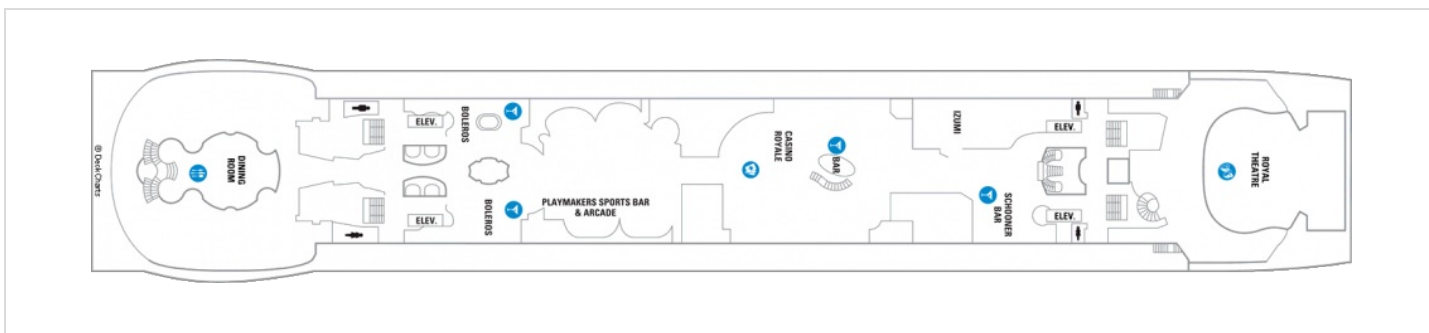 ® DeckCharts
DINING
ROOM
ELEV.
ELEV.
BOLEROS
BOLEROS
PLAYMAKERS SPORTS BAR
& ARCADE
CASINO
ROYALE
BAR
IZUMI
SCHOONER
BAR
ELEV.
ELEV.
ROYAL
THEATRE